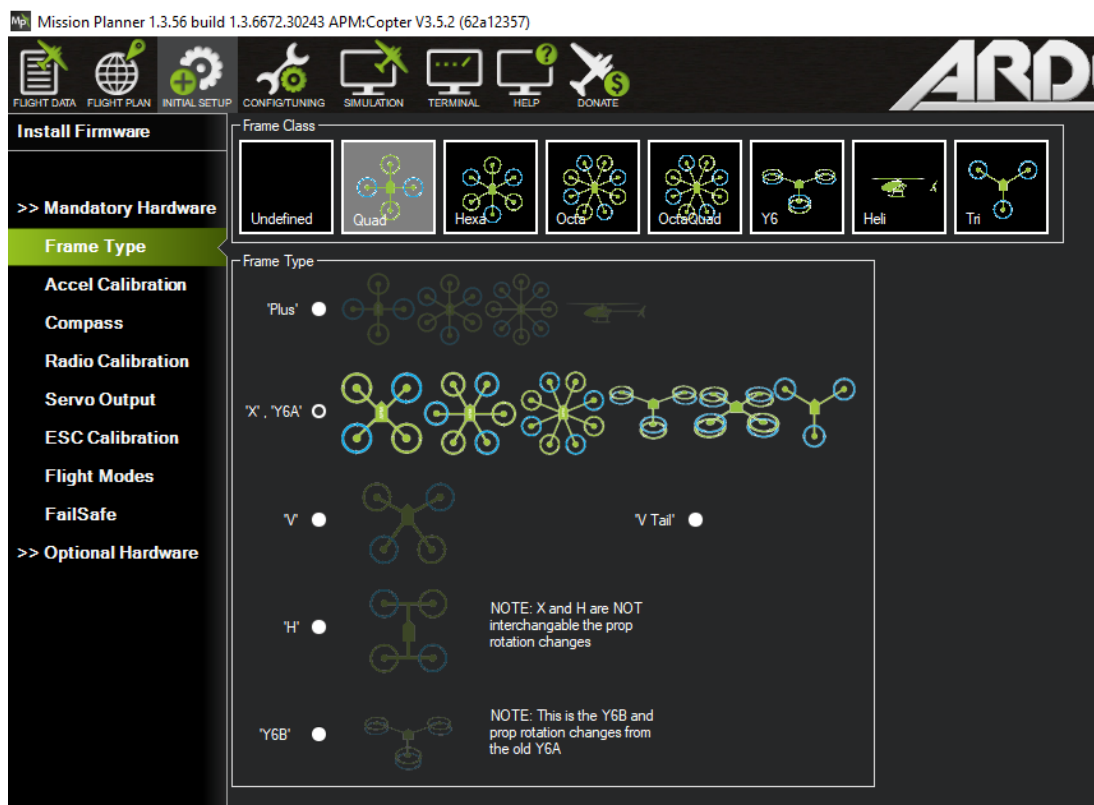 Mission Planner 1.3.56 build 1.3.6672.30243 APM:Copter V3.5.2 (62a12357)
FLIGHT DATA FLIGHT PLAN INITIAL SETUP CONFIG/TUNING SIMULATION TERMINAL HELP DONATE
Install Firmware
>> Mandatory Hardware
Frame Type
Accel Calibration
Compass
Radio Calibration
Servo Output
ESC Calibration
Flight Modes
FailSafe
>> Optional Hardware
Frame Class
Undefined Quad Hexa Octa OctaQuad Y6 Heli Tri
Frame Type
'Plus'
'X', 'Y6A'
'V'
'V Tail'
'H'
NOTE: X and H are NOT
interchangable the prop
rotation changes
'Y6B'
NOTE: This is the Y6B and
prop rotation changes from
the old Y6A